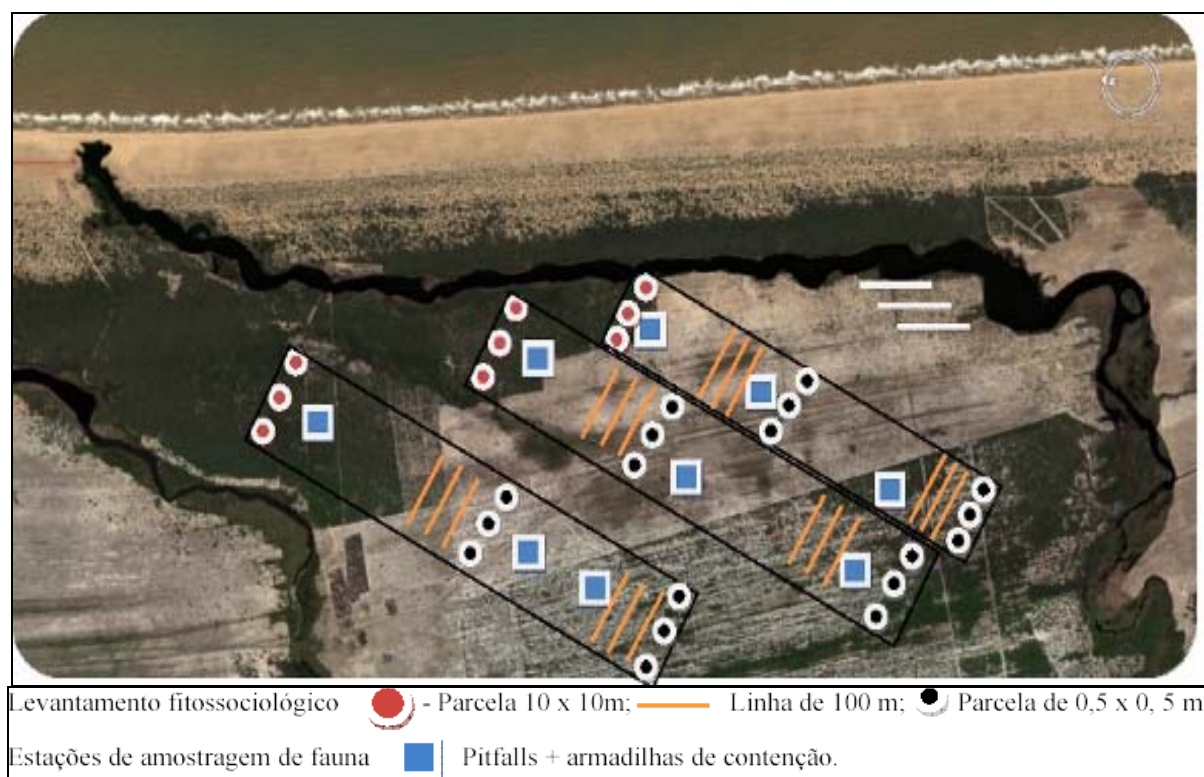 Levantamento fitossociológico - Parcela 10 x 10m; Linha de 100 m; Parcela de 0,5 x 0, 5 m
Estações de amostragem de fauna Pitfalls + armadilhas de contenção.